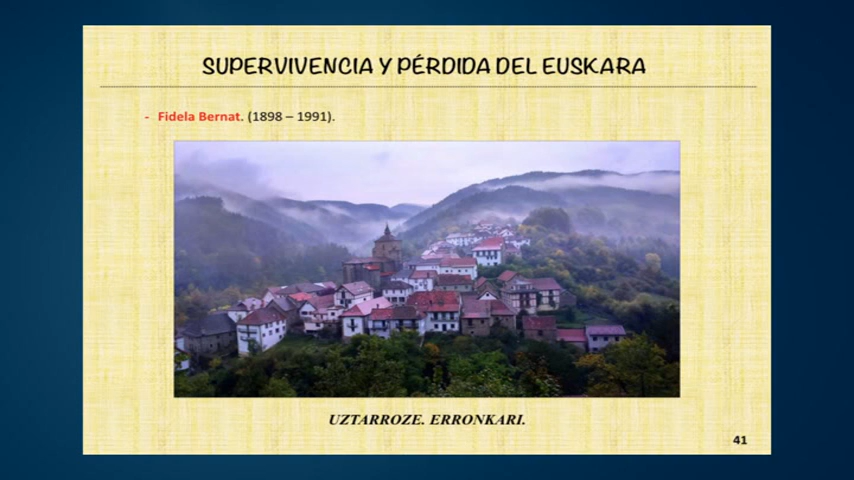 SUPERVIVENCIA Y PÉRDIDA DEL EUSKARA
- Fidela Bernat. (1898 – 1991).
UZTARROZE. ERRONKARI.
41